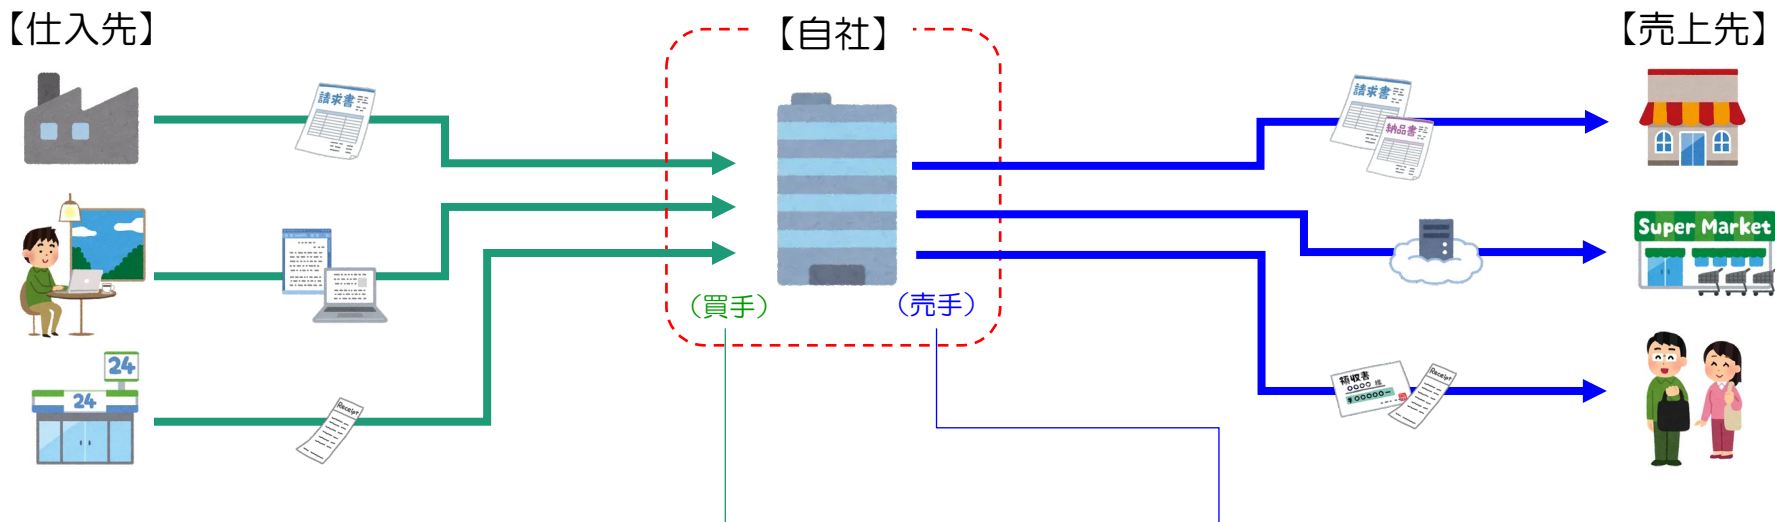 【仕入先】
【自社】
【売上先】
請求書
請求書
納品書
24
24
Receipt
(買手)
(売手)
Super Market
領収書
○○○○ 様
¥○○○○○−
Receipt